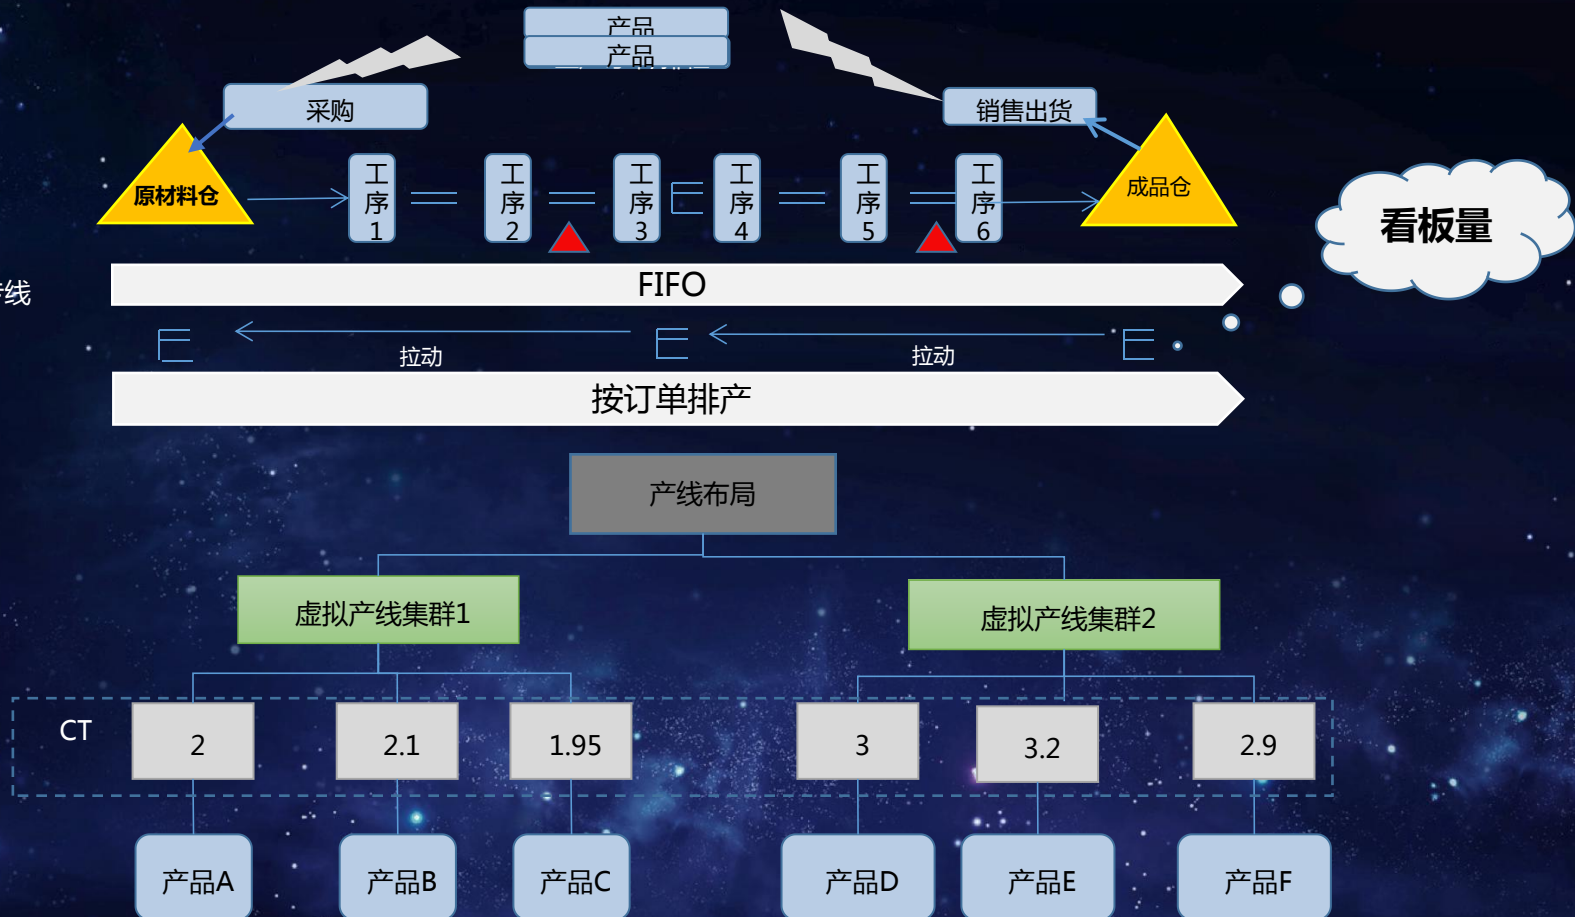 产品
产品
采购
销售出货
原材料仓
工序1
工序2
工序3
工序4
工序5
工序6
成品仓
看板量
FIFO
线
拉动
拉动
按订单排产
产线布局
虚拟产线集群1
虚拟产线集群2
CT
2
2.1
1.95
3
3.2
2.9
产品A
产品B
产品C
产品D
产品E
产品F